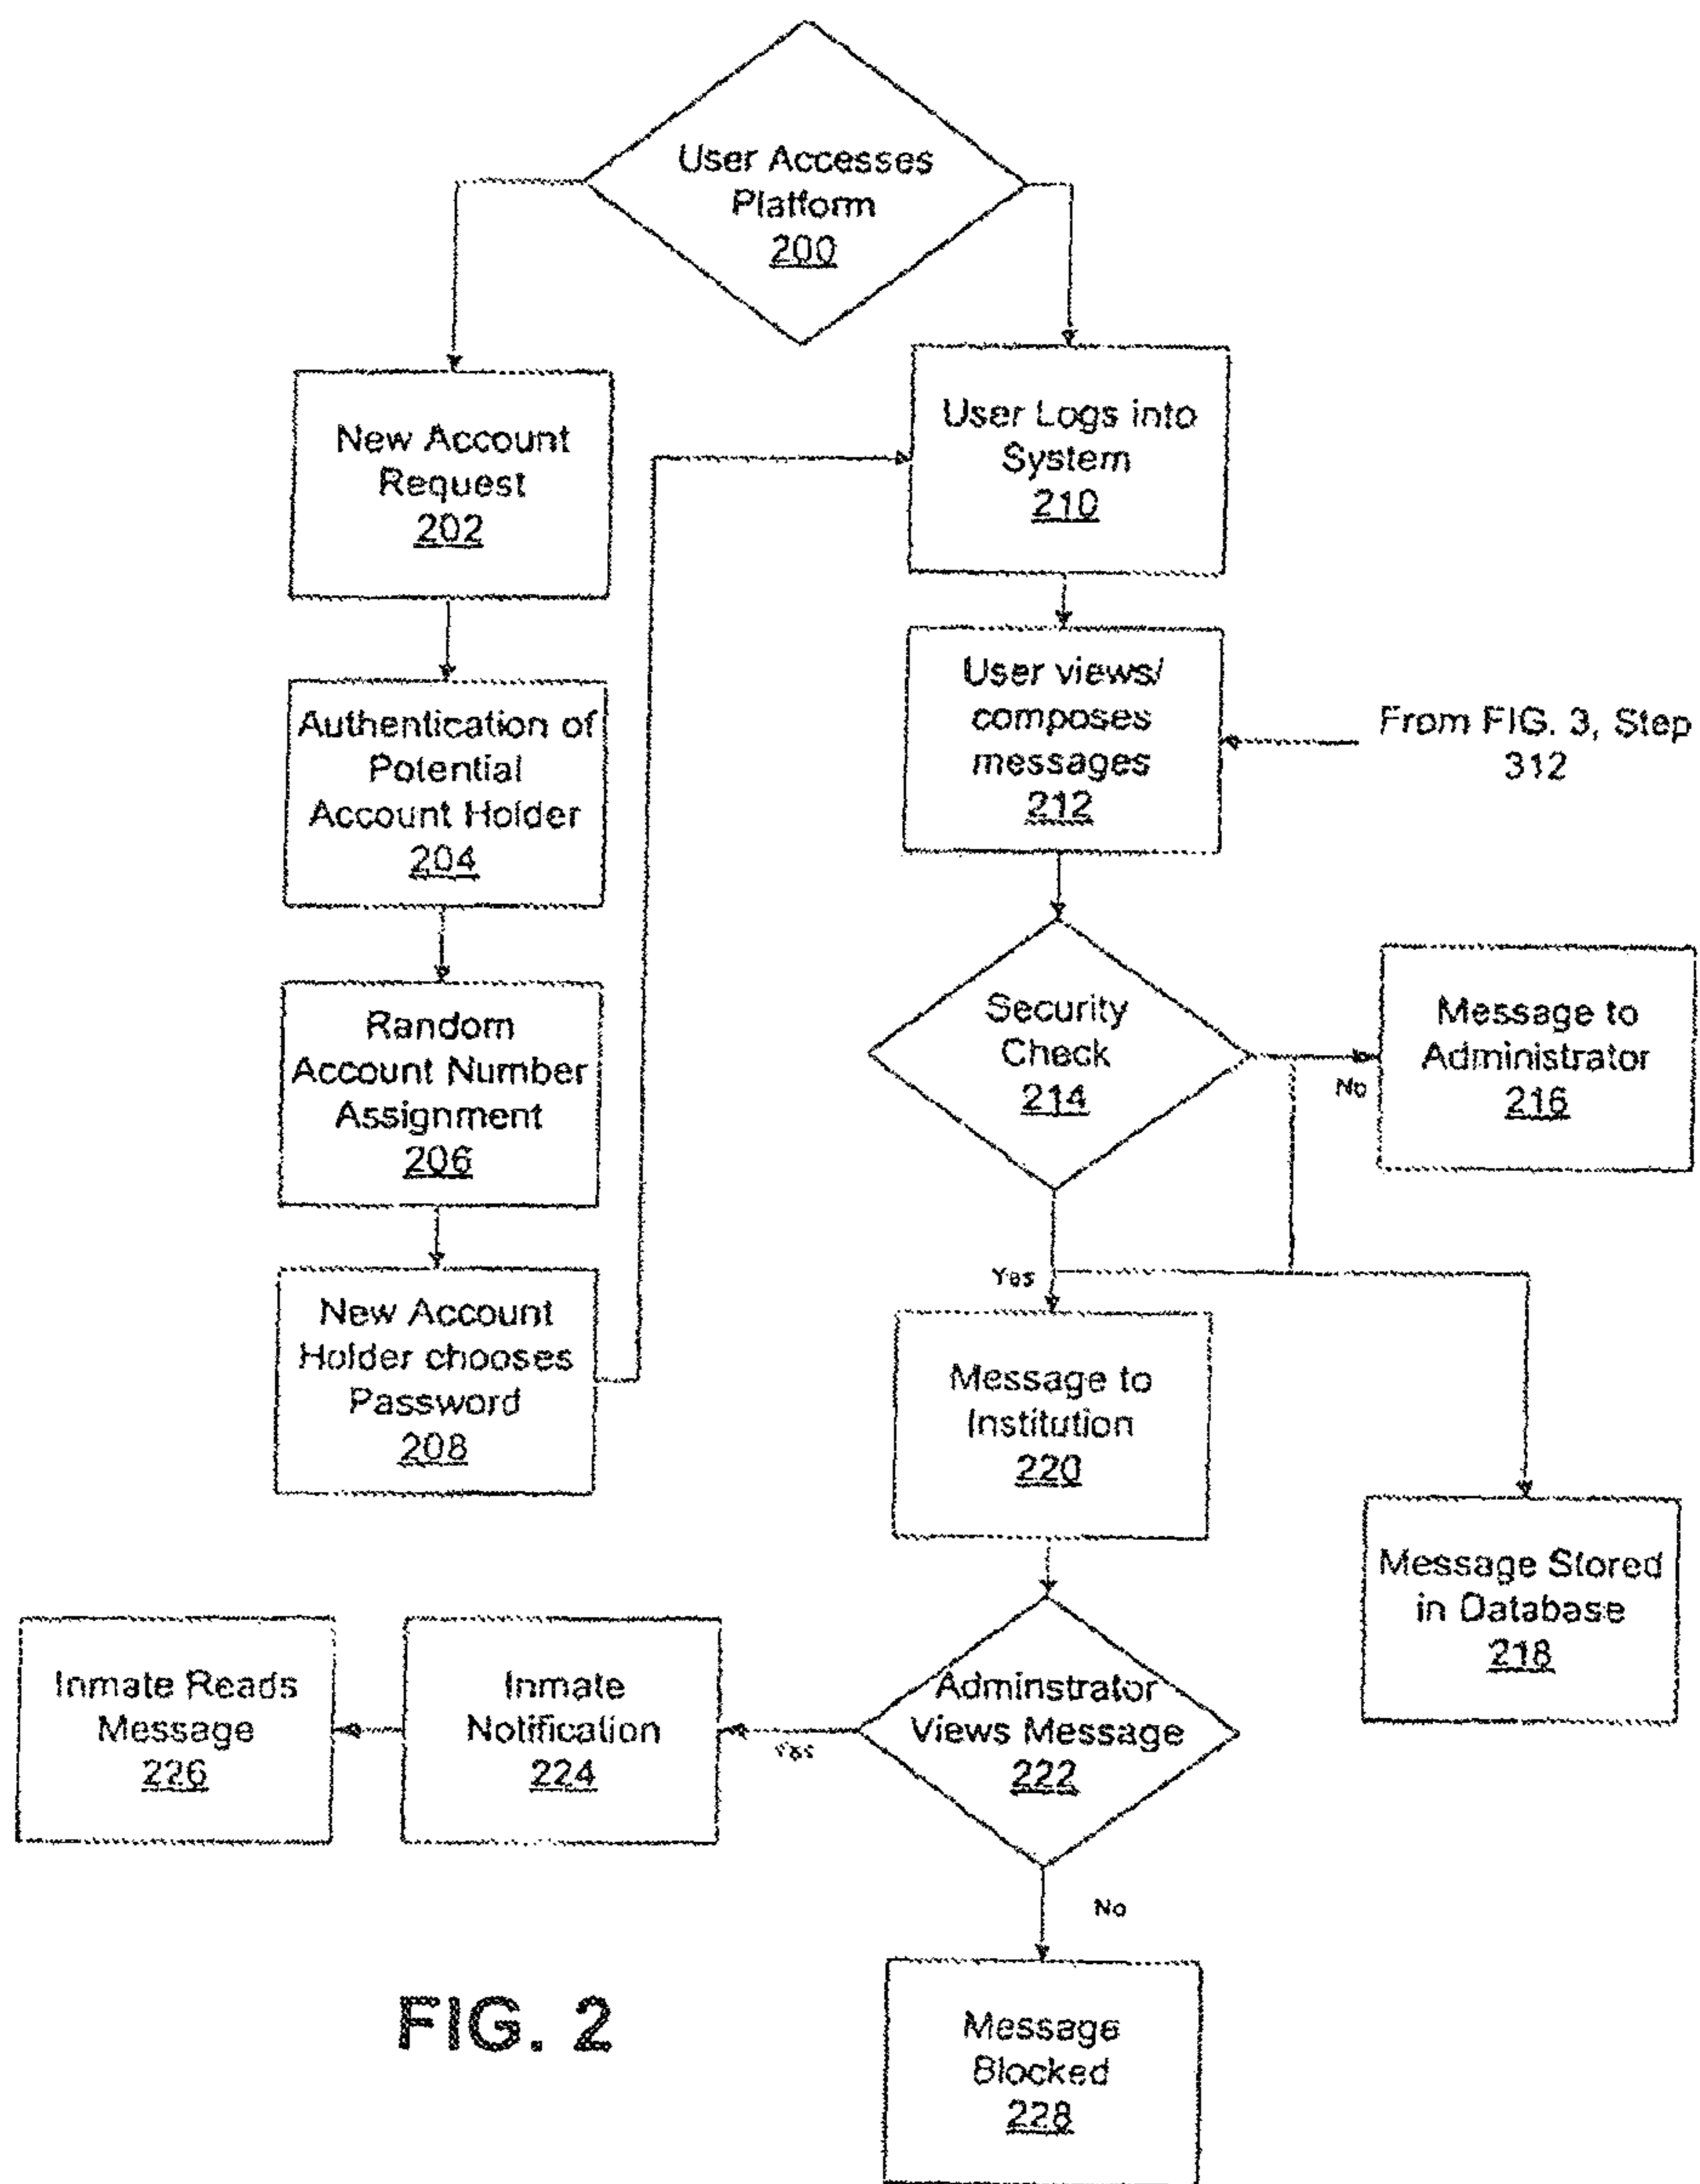 User Accesses
Platform
200
New Account
Request
202
User Logs into
System
210
Authentication of
Potential
Account Holder
204
User views/
composes
messages
212
From FIG. 3, Step
312
Random
Account Number
Assignment
206
Security
Check
214
No
Message to
Administrator
216
New Account
Holder chooses
Password
208
Yes
Message to
Institution
220
Message Stored
in Database
218
Inmate Reads
Message
226
Inmate
Notification
224
Yes
Adminstrator
Views Message
222
No
Message
Blocked
228
FIG. 2